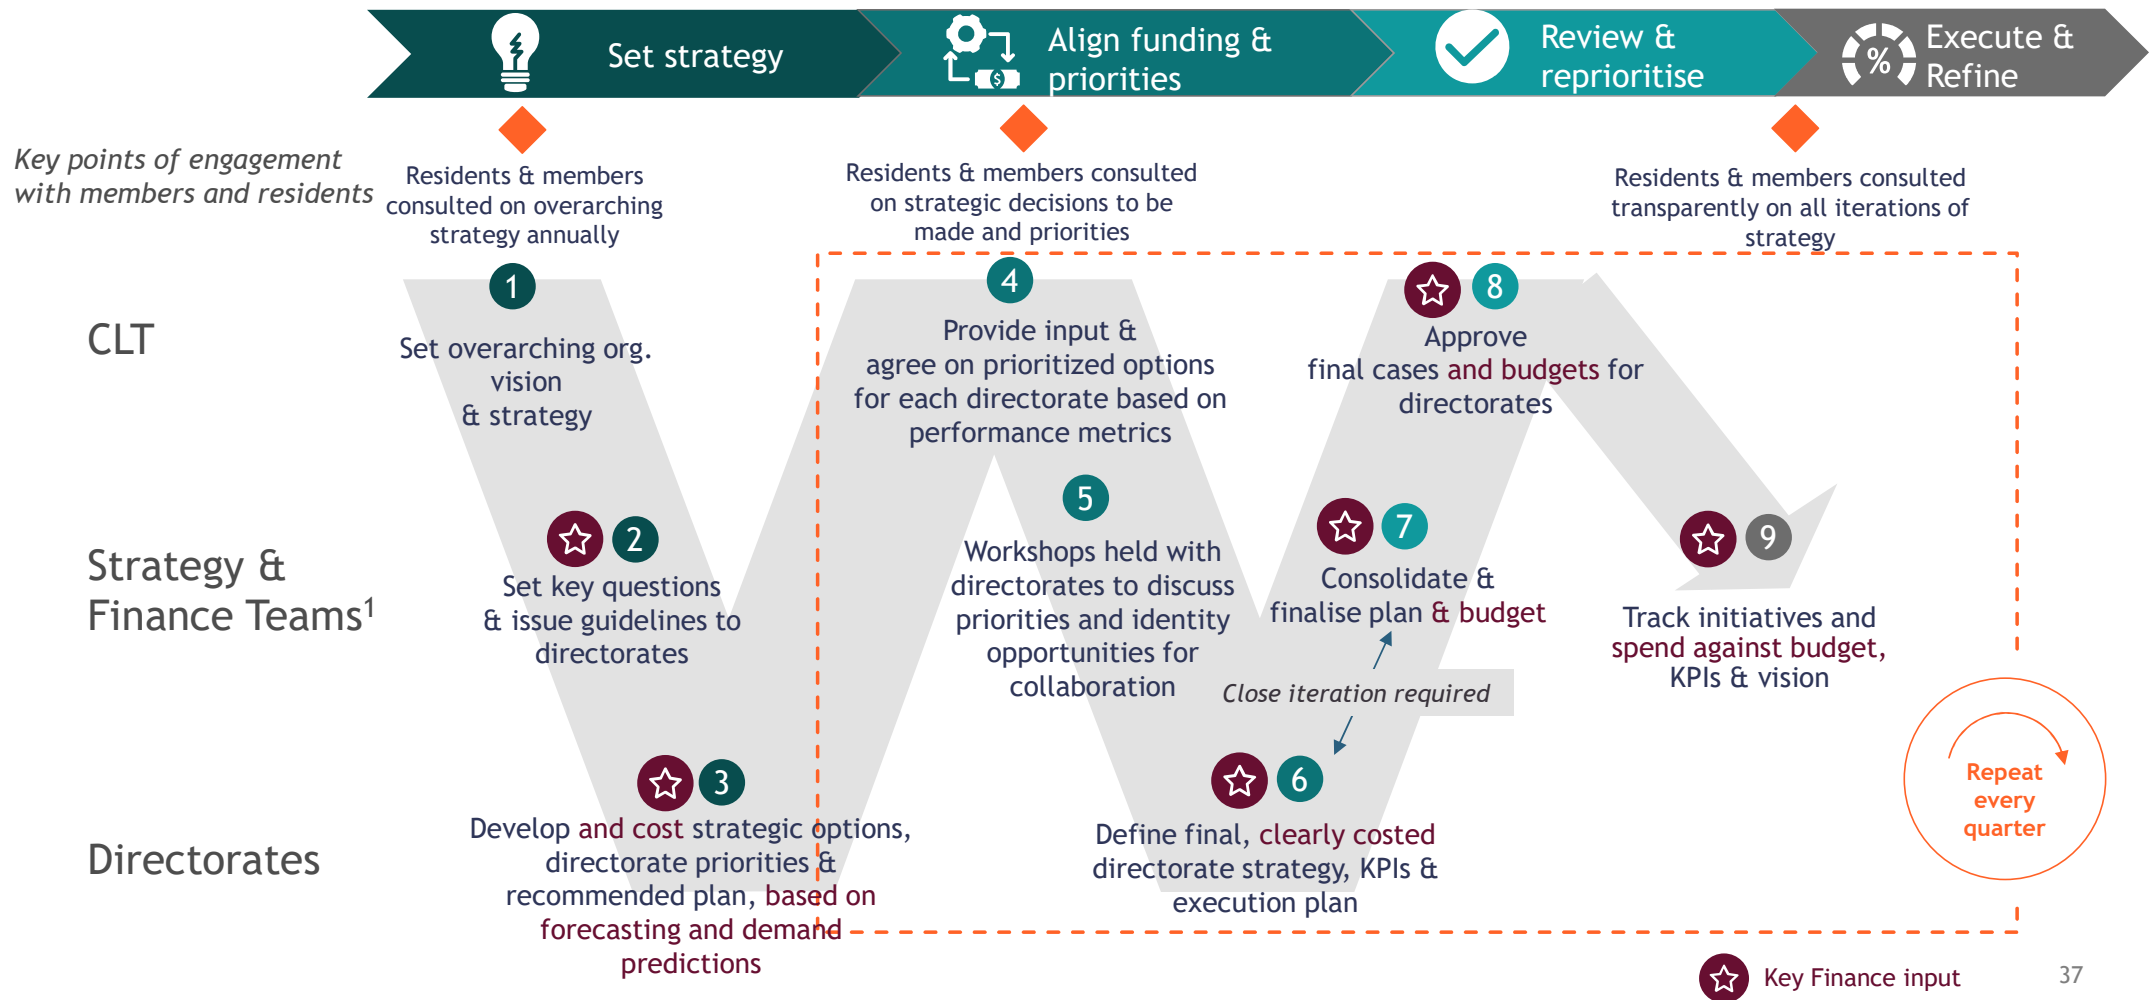 Set strategy
Align funding &
priorities
Review &
reprioritise
%
Execute &
Refine
Key points of engagement
with members and residents
Residents & members
consulted on overarching
strategy annually
Residents & members consulted
on strategic decisions to be
made and priorities
Residents & members consulted
transparently on all iterations of
strategy
CLT
1
Set overarching org.
vision
& strategy
4
Provide input &
agree on prioritized options
for each directorate based on
performance metrics
8
Approve
final cases and budgets for
directorates
Strategy &
Finance Teams1
2
Set key questions
& issue guidelines to
directorates
5
Workshops held with
directorates to discuss
priorities and identity
opportunities for
collaboration
7
Consolidate &
finalise plan & budget
9
Track initiatives and
spend against budget,
KPIs & vision
Close iteration required
Directorates
3
Develop and cost strategic options,
directorate priorities &
recommended plan, based on
forecasting and demand
predictions
6
Define final, clearly costed
directorate strategy, KPIs &
execution plan
Repeat
every
quarter
Key Finance input
37